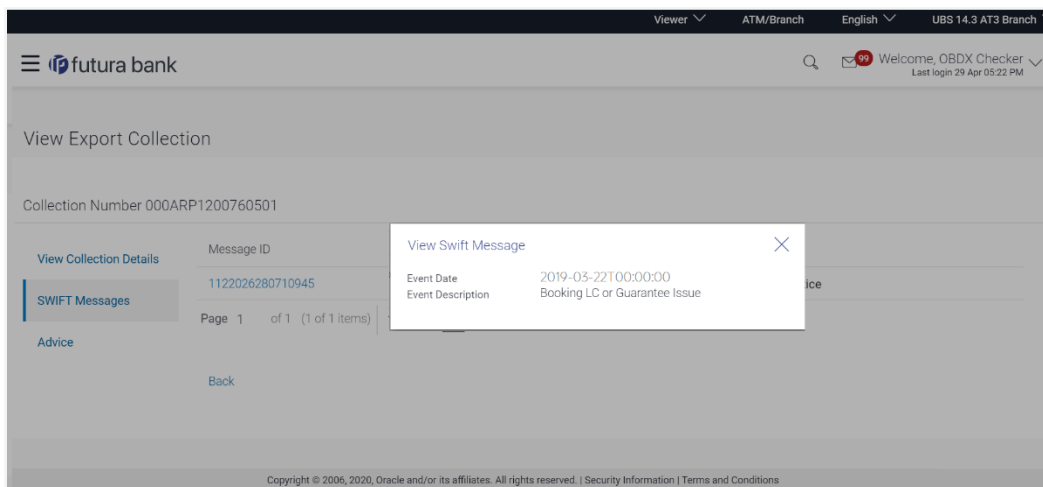 Viewer ATM/Branch English UBS 14.3 AT3 Branch
futura bank
99 Welcome, OBDX Checker
Last login 29 Apr 05:22 PM
View Export Collection
Collection Number 000ARP1200760501
View Collection Details
SWIFT Messages
Advice
Message ID
1122026280710945
Page 1 of 1 (1 of 1 items)
Back
View Swift Message
Event Date 2019-03-22T00:00:00
Event Description Booking LC or Guarantee Issue
Copyright © 2006, 2020, Oracle and/or its affiliates. All rights reserved. | Security Information | Terms and Conditions